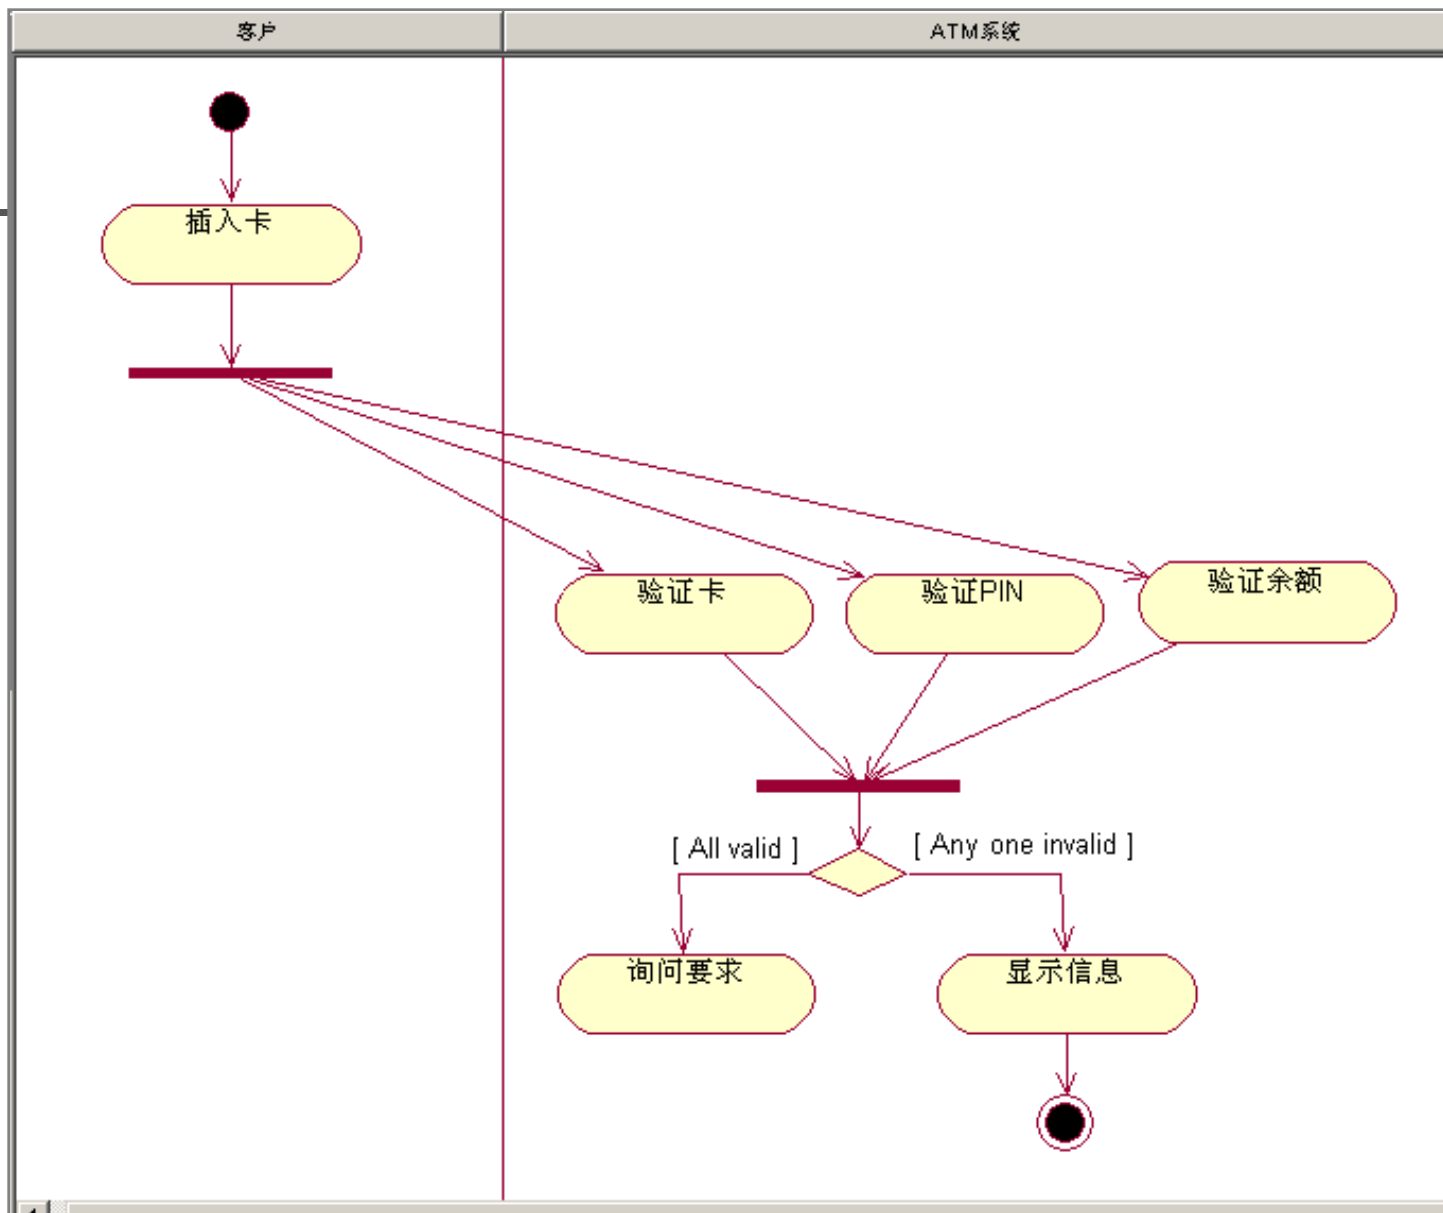 客户
ATM系统
插入卡
验证卡
验证PIN
验证余额
[ All valid ]
[ Any one invalid ]
询问要求
显示信息